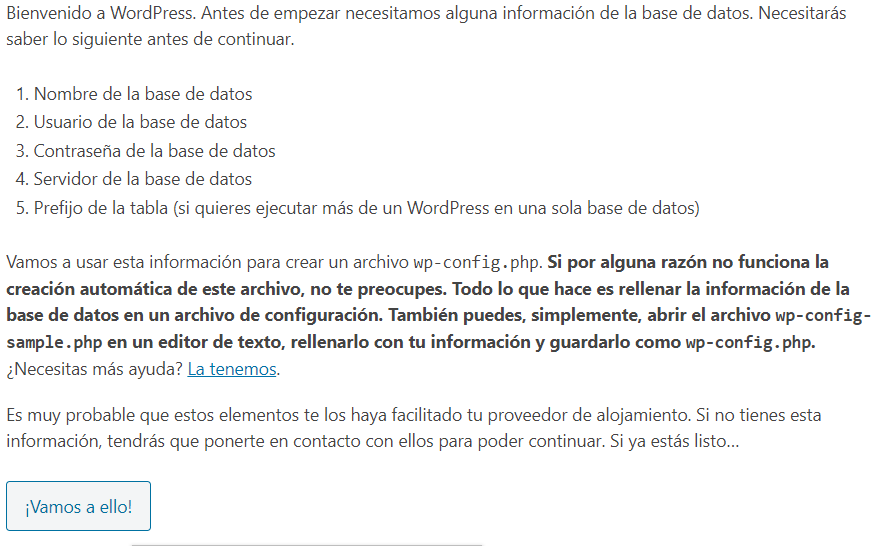 Bienvenido a WordPress. Antes de empezar necesitamos alguna información de la base de datos. Necesitarás
saber lo siguiente antes de continuar.
1. Nombre de la base de datos
2. Usuario de la base de datos
3. Contraseña de la base de datos
4. Servidor de la base de datos
5. Prefijo de la tabla (si quieres ejecutar más de un WordPress en una sola base de datos)
Vamos a usar esta información para crear un archivo wp-config.php. Si por alguna razón no funciona la
creación automática de este archivo, no te preocupes. Todo lo que hace es rellenar la información de la
base de datos en un archivo de configuración. También puedes, simplemente, abrir el archivo wp-config-
sample.php en un editor de texto, rellenarlo con tu información y guardarlo como wp-config.php.
¿Necesitas más ayuda? La tenemos.
Es muy probable que estos elementos te los haya facilitado tu proveedor de alojamiento. Si no tienes esta
información, tendrás que ponerte en contacto con ellos para poder continuar. Si ya estás listo…
¡Vamos a ello!